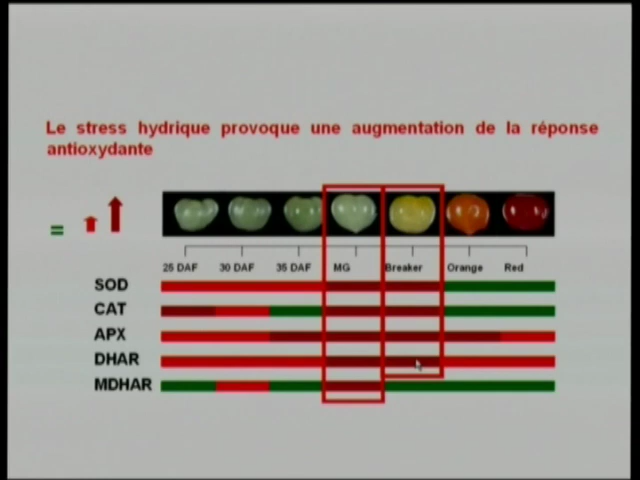 Le stress hydrique provoque une augmentation de la réponse
antioxydante
=
25 DAF 30 DAF 35 DAF MG Breaker Orange Red
SOD
CAT
APX
DHAR
MDHAR